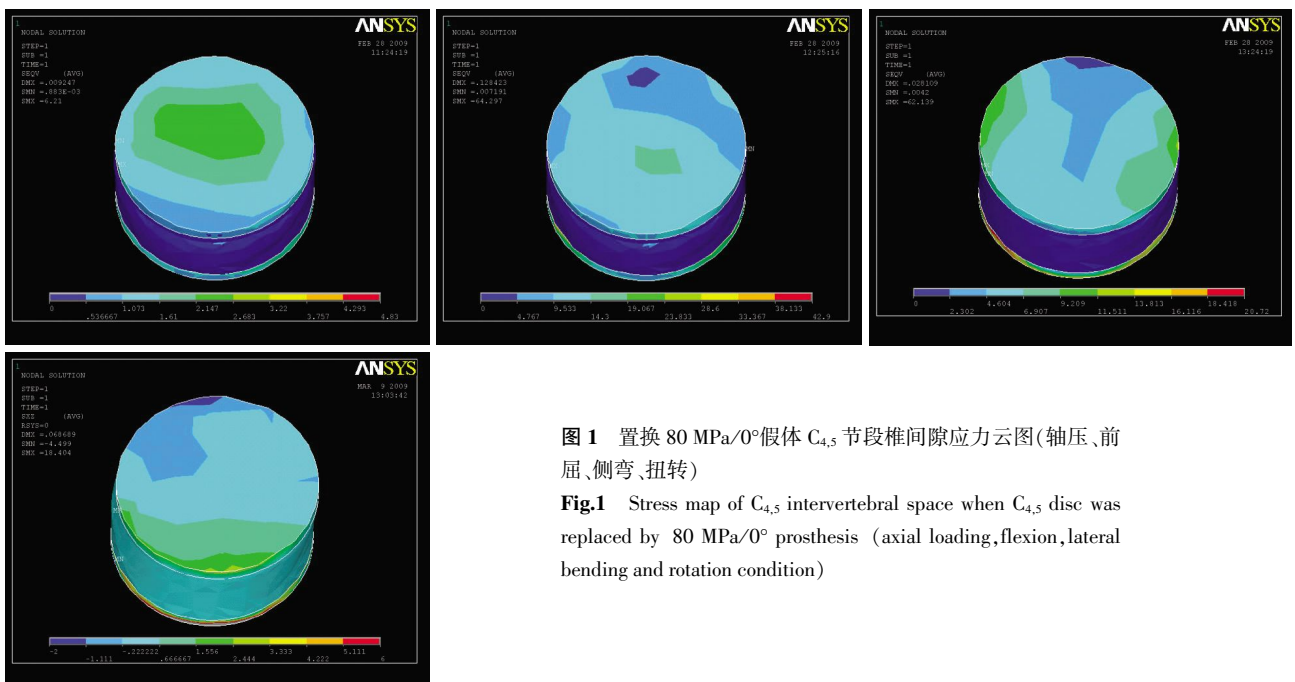 1
ANSYS
NODAL SOLUTION
FEB 28 2009
11:24:19
STEP=1
SUB =1
TIME=1
SEQV (AVG)
DMX =.009247
SMN =.883E-03
SMX =6.21
MN
0 1.073 2.147 3.22 4.293
.536667 1.61 2.683 3.757 4.83
1
ANSYS
NODAL SOLUTION
FEB 28 2009
12:25:16
STEP=1
SUB =1
TIME=1
SEQV (AVG)
DMX =.128423
SMN =.007191
SMX =64.297
MN
0 9.533 19.067 28.6 38.133
4.767 14.3 23.833 33.367 42.9
1
ANSYS
NODAL SOLUTION
FEB 28 2009
13:24:19
STEP=1
SUB =1
TIME=1
SEQV (AVG)
DMX =.028109
SMN =.0042
SMX =62.139
0 4.604 9.209 13.813 18.418
2.302 6.907 11.511 16.116 20.72
1
ANSYS
NODAL SOLUTION
MAR 9 2009
13:03:42
STEP=1
SUB =1
TIME=1
SXZ (AVG)
RSYS=0
DMX =.068689
SMN =-4.499
SMX =18.404
MN
-2 -.222222 1.556 3.333 5.111
-1.111 .666667 2.444 4.222 6
图 1 置换 80 MPa/0°假体 C4,5 节段椎间隙应力云图(轴压、前
屈、侧弯、扭转)
Fig.1 Stress map of C4,5 intervertebral space when C4,5 disc was
replaced by 80 MPa/0° prosthesis (axial loading,flexion,lateral
bending and rotation condition)